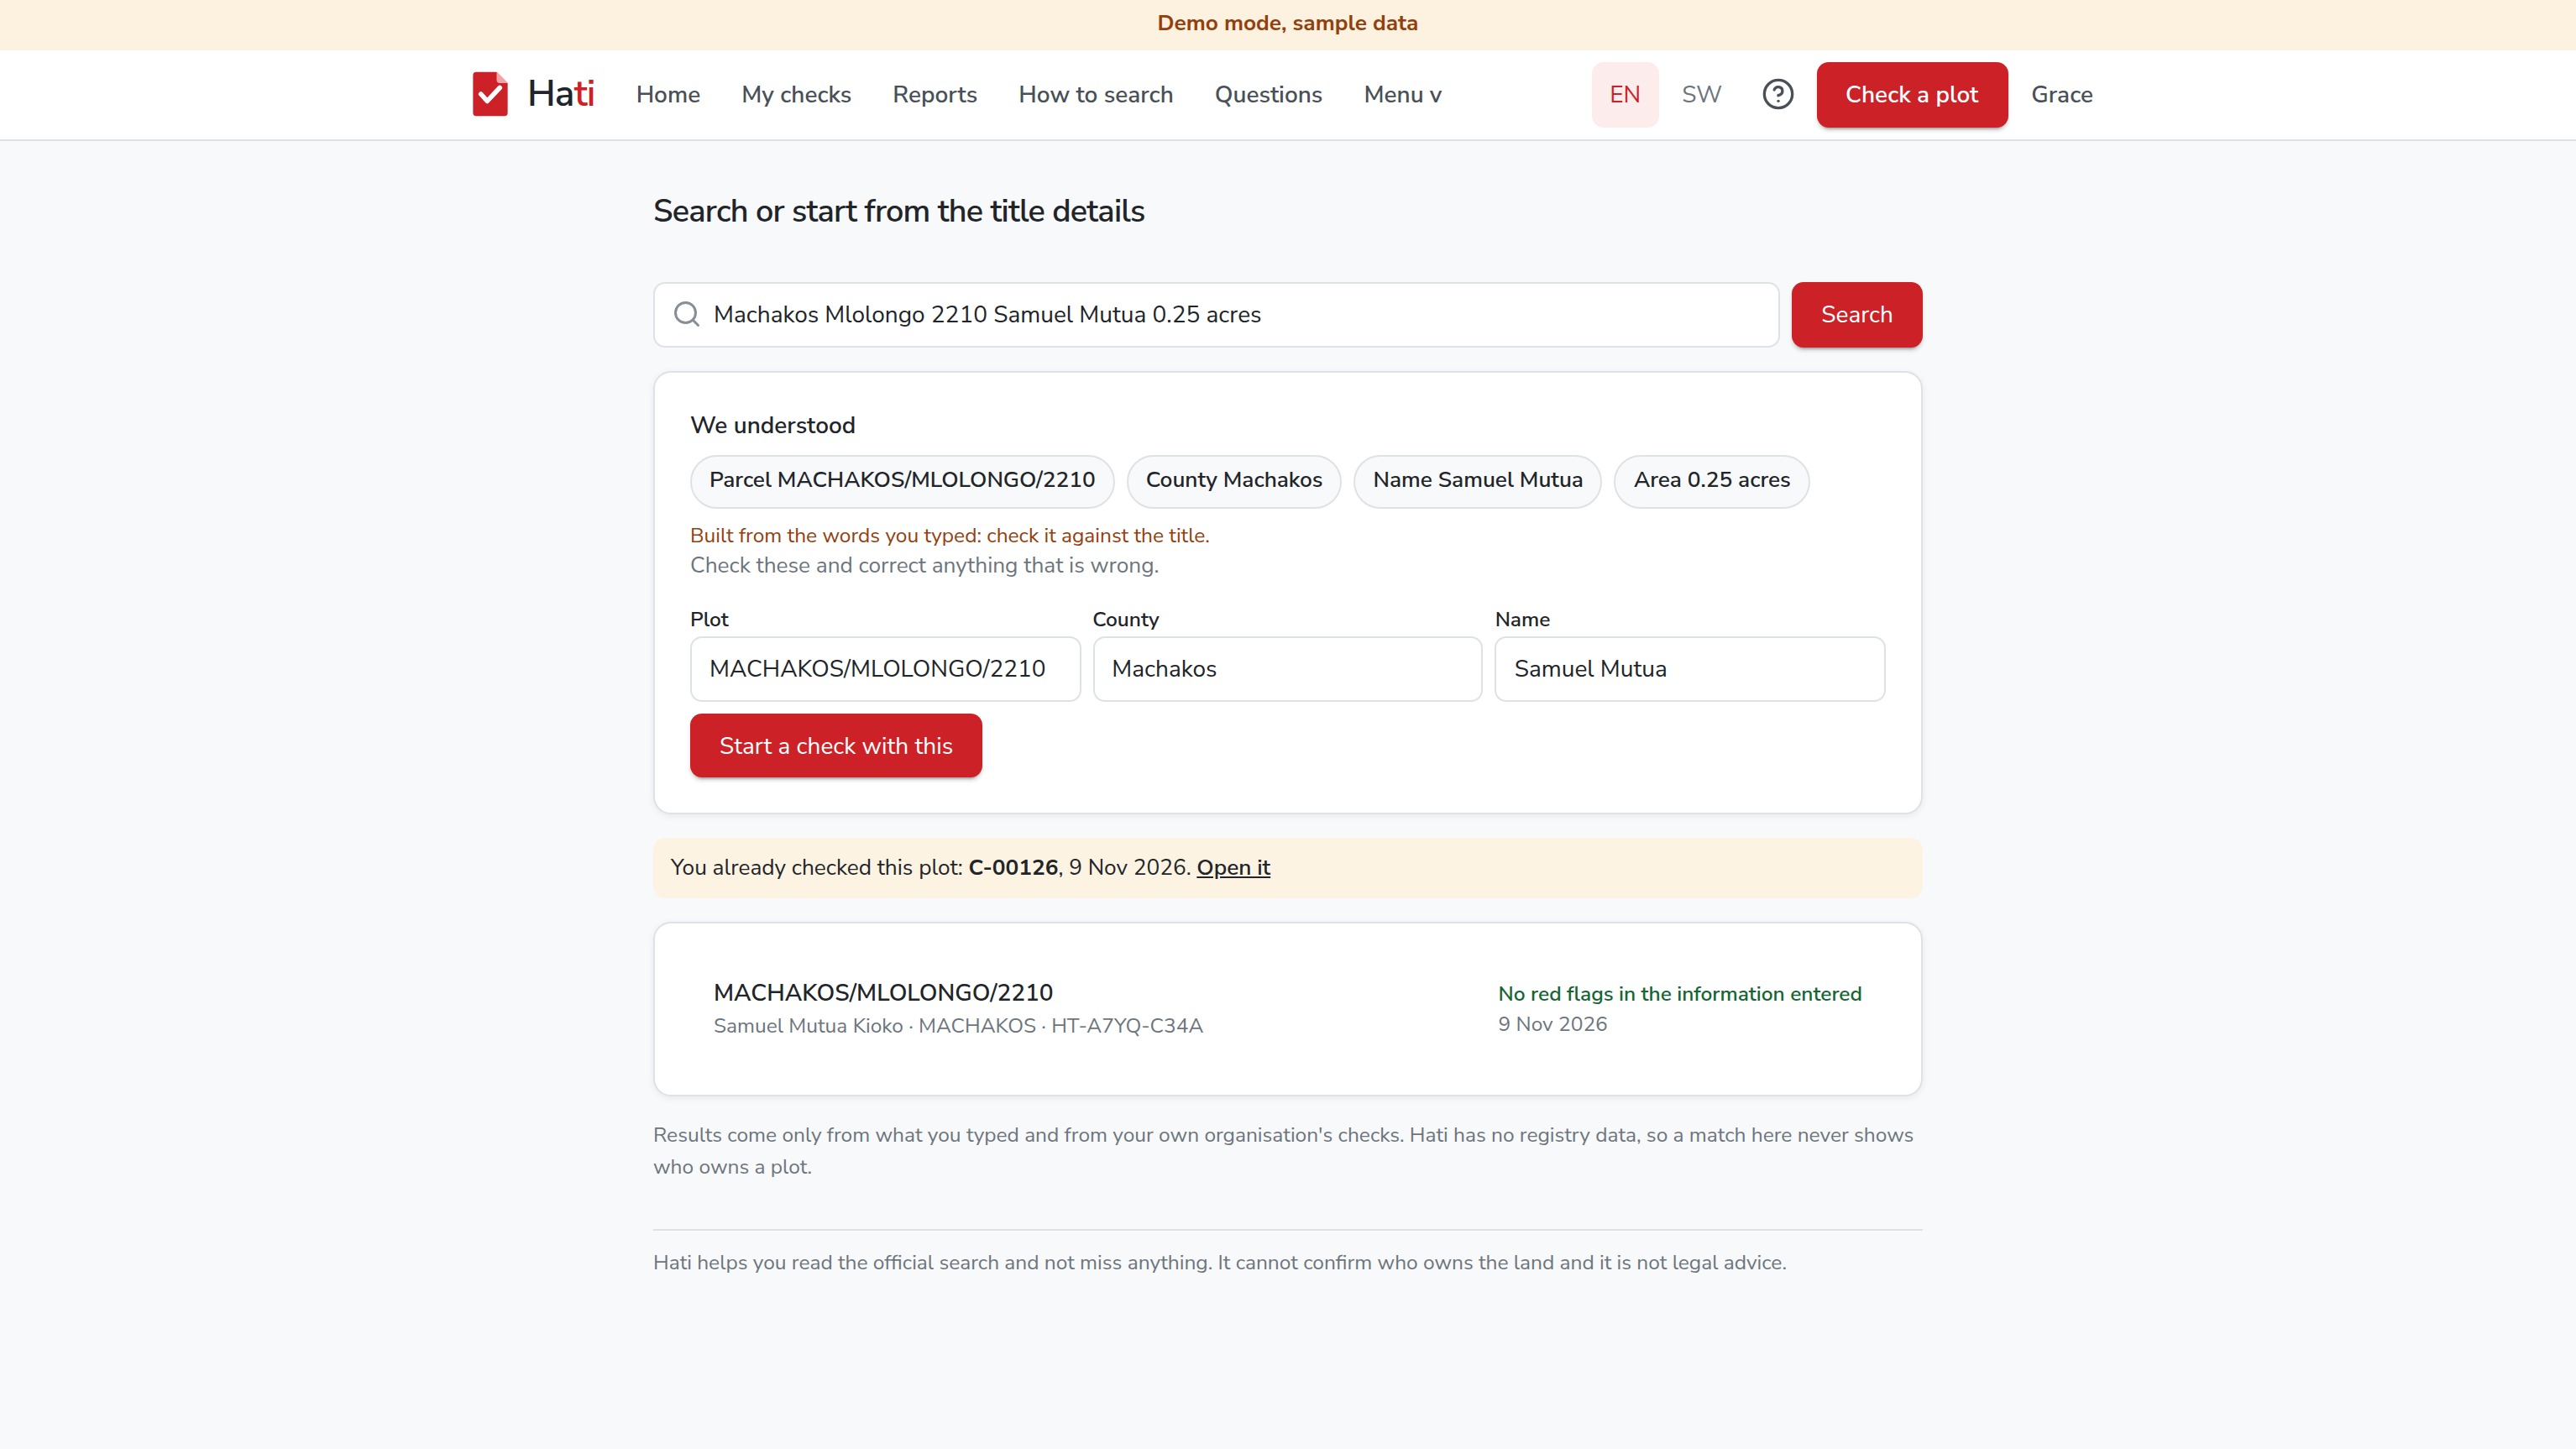 Demo mode, sample data
Hati Home My checks Reports How to search Questions Menu v EN SW ? Check a plot Grace
Search or start from the title details
Machakos Mlolongo 2210 Samuel Mutua 0.25 acres Search
We understood
Parcel MACHAKOS/MLOLONGO/2210 County Machakos Name Samuel Mutua Area 0.25 acres
Built from the words you typed: check it against the title.
Check these and correct anything that is wrong.
Plot County Name
MACHAKOS/MLOLONGO/2210 Machakos Samuel Mutua
Start a check with this
You already checked this plot: C-00126, 9 Nov 2026. Open it
MACHAKOS/MLOLONGO/2210 No red flags in the information entered
Samuel Mutua Kioko · MACHAKOS · HT-A7YQ-C34A 9 Nov 2026
Results come only from what you typed and from your own organisation's checks. Hati has no registry data, so a match here never shows
who owns a plot.
Hati helps you read the official search and not miss anything. It cannot confirm who owns the land and it is not legal advice.